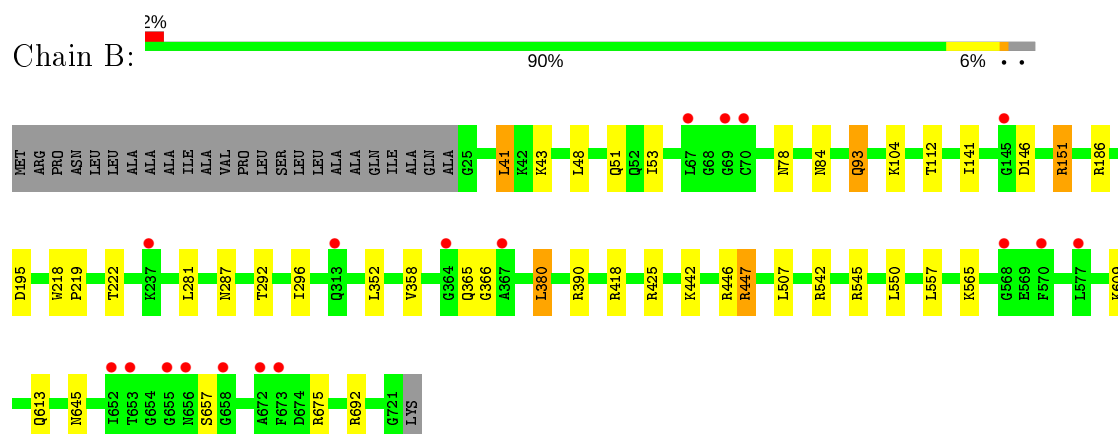 2%
Chain B:
90% 6% • •
MET ARG PRO ASN LEU LEU ALA ALA ALA ILE ALA VAL PRO LEU SER LEU LEU ALA ALA GLN ILE ALA GLN ALA G25 L41 K42 K43 L48 Q51 Q52 I53 L67 G68 G69 C70 N78 N84 Q93 K104 T112 I141 G145 D146 R151 R186
D195 W218 P219 T222 K237 L281 N287 T292 I296 Q313 L352 V358 G364 Q365 G366 A367 L380 R390 R418 R425 K442 R446 R447 L507 R542 R545 L550 L557 K565 G568 E569 F570 L577
Q613 N645 I652 T653 G654 G655 N656 S657 G658 A672 F673 D674 R675 R692 G721 LYS